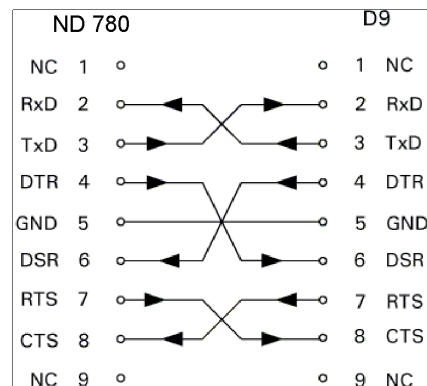 ND 780 D9
NC 1 1 NC
RxD 2 2 RxD
TxD 3 3 TxD
DTR 4 4 DTR
GND 5 5 GND
DSR 6 6 DSR
RTS 7 7 RTS
CTS 8 8 CTS
NC 9 9 NC